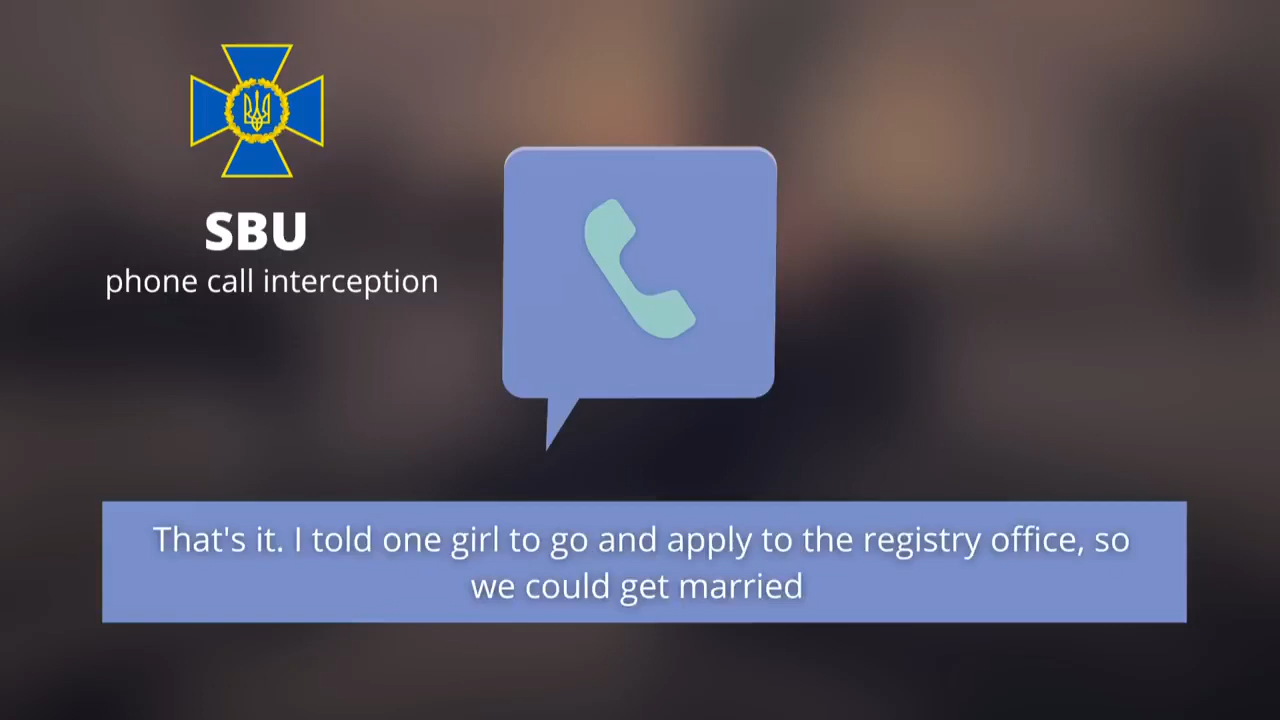 SBU
phone call interception
That's it. I told one girl to go and apply to the registry office, so
we could get married